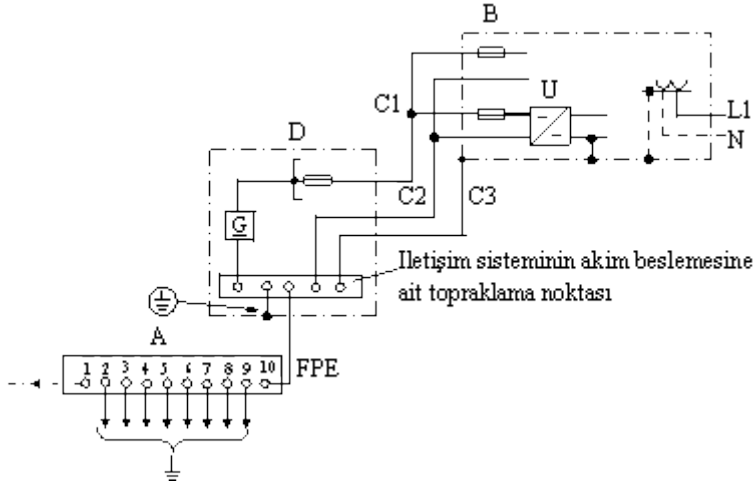 B
U
C1
L1
N
D
C2
C3
G
Iletişim sisteminin akim beslemesine
ait topraklama noktası
A
FPE
1 2 3 4 5 6 7 8 9 10